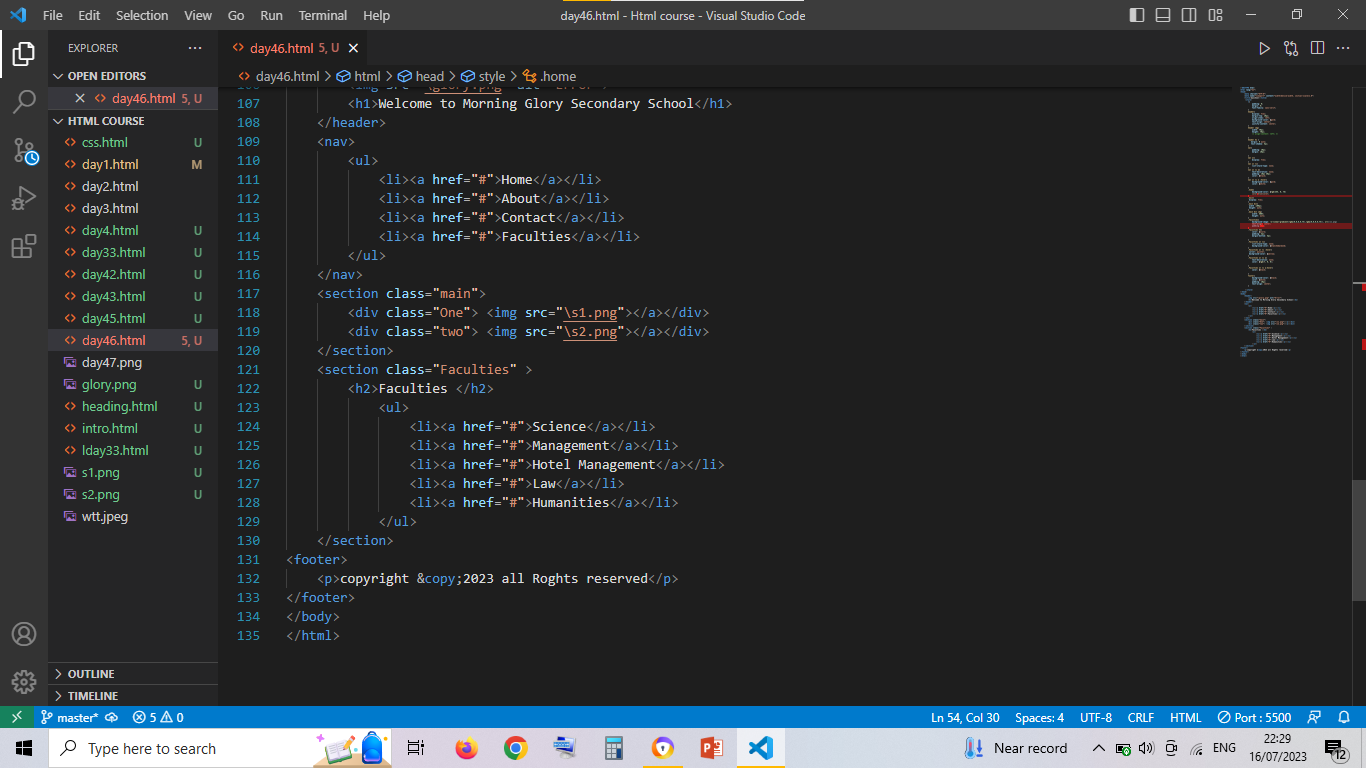 File Edit Selection View Go Run Terminal Help day46.html - Html course - Visual Studio Code
EXPLORER
OPEN EDITORS
day46.html 5, U
HTML COURSE
css.html U
day1.html M
day2.html
day3.html
day4.html U
day33.html U
day42.html U
day43.html U
day45.html U
day46.html 5, U
day47.png
glory.png U
heading.html U
intro.html U
lday33.html U
s1.png U
s2.png U
wtt.jpeg
OUTLINE
TIMELINE
day46.html 5, U
day46.html > html > head > style > .home
107 <h1>Welcome to Morning Glory Secondary School</h1>
108 </header>
109 <nav>
110 <ul>
111 <li><a href="#">Home</a></li>
112 <li><a href="#">About</a></li>
113 <li><a href="#">Contact</a></li>
114 <li><a href="#">Faculties</a></li>
115 </ul>
116 </nav>
117 <section class="main">
118 <div class="One"> <img src="\s1.png"></a></div>
119 <div class="two"> <img src="\s2.png"></a></div>
120 </section>
121 <section class="Faculties" >
122 <h2>Faculties </h2>
123 <ul>
124 <li><a href="#">Science</a></li>
125 <li><a href="#">Management</a></li>
126 <li><a href="#">Hotel Management</a></li>
127 <li><a href="#">Law</a></li>
128 <li><a href="#">Humanities</a></li>
129 </ul>
130 </section>
131 <footer>
132 <p>copyright &copy;2023 all Roghts reserved</p>
133 </footer>
134 </body>
135 </html>
master* 5 0 Ln 54, Col 30 Spaces: 4 UTF-8 CRLF HTML Port : 5500
Type here to search Near record ENG 22:29
16/07/2023 12